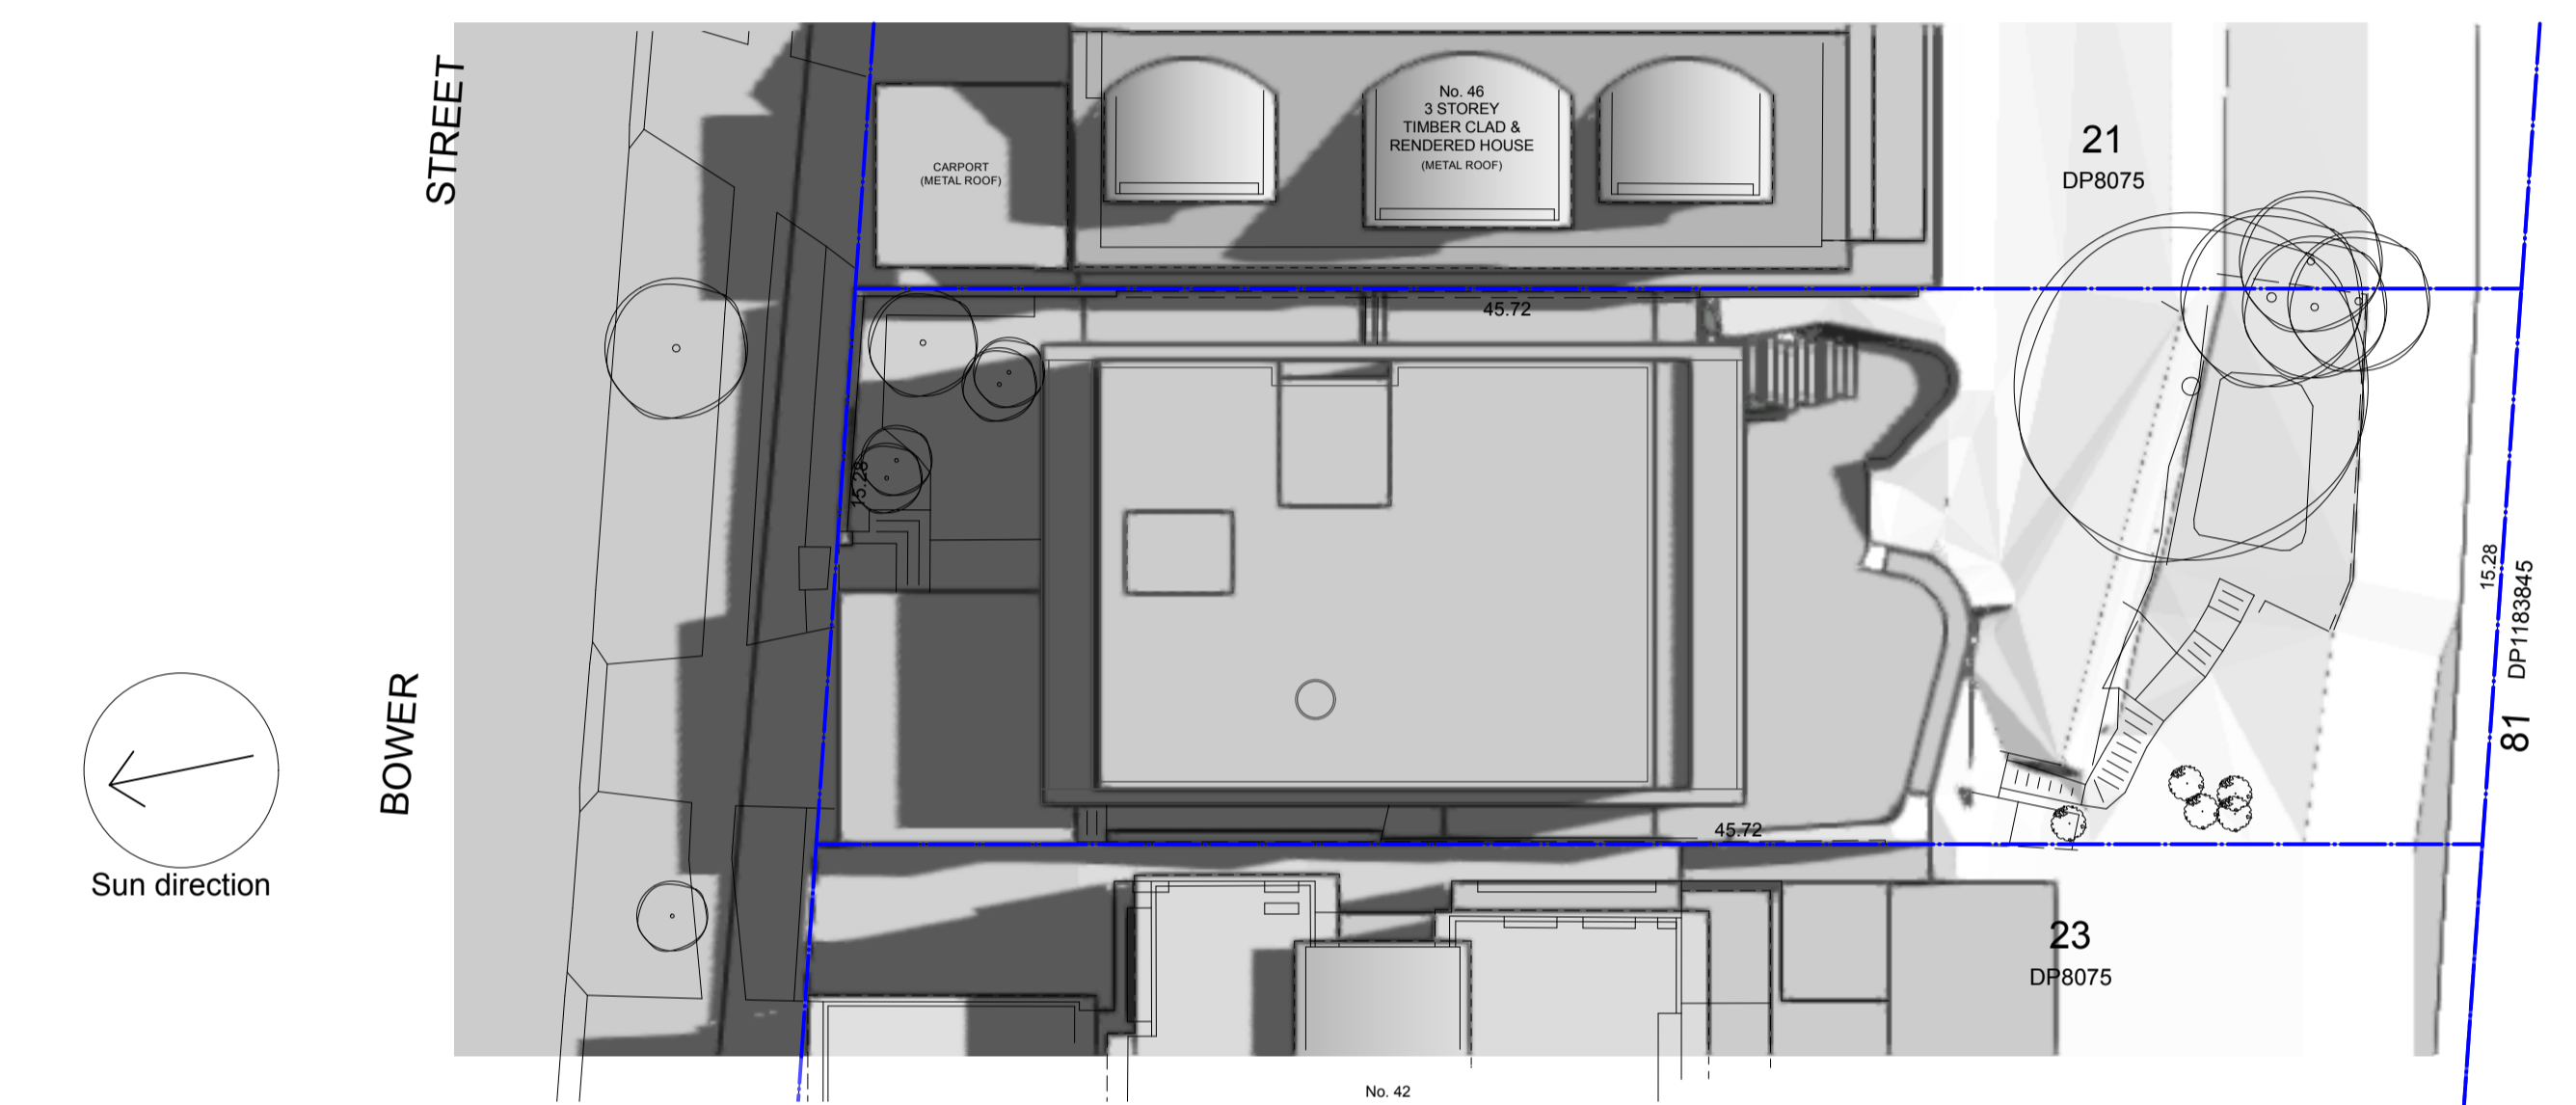 STREET
No. 46
3 STOREY
TIMBER CLAD &
RENDERED HOUSE
(METAL ROOF)
CARPORT
(METAL ROOF)
21
DP8075
45.72
15.28
15.28
DP1183845
81
BOWER
Sun direction
45.72
23
DP8075
No. 42